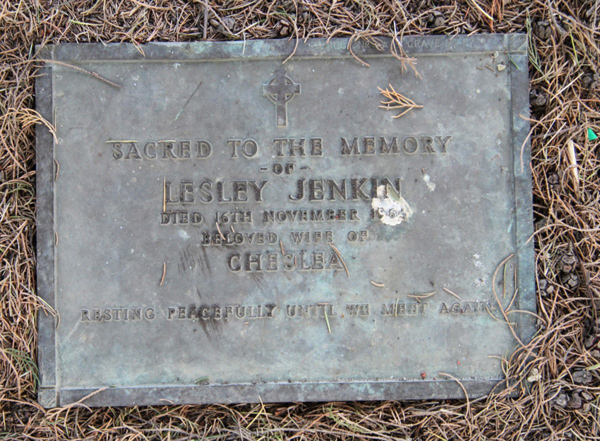 SACRED TO THE MEMORY
-OF-
LESLEY JENKIN
DIED 16TH NOVEMBER
BELOVED WIFE OF
CHESLEA
RESTING PEACEFULLY UNTIL WE MEET AGAIN